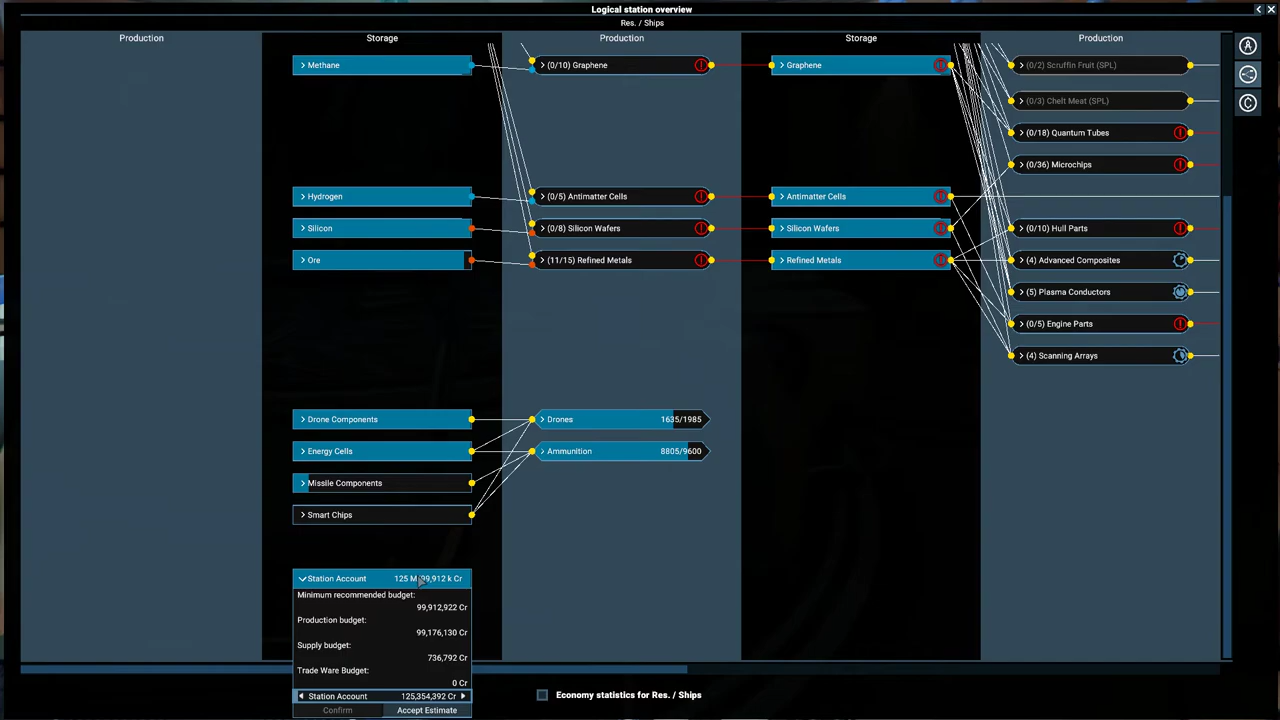 Logical station overview
Res. / Ships
Production
Storage
Production
Storage
Production
Methane
(0/10) Graphene
Graphene
(0/2) Scruffin Fruit (SPL)
(0/3) Chelt Meat (SPL)
(0/18) Quantum Tubes
(0/36) Microchips
Hydrogen
(0/5) Antimatter Cells
Antimatter Cells
Silicon
(0/8) Silicon Wafers
Silicon Wafers
(0/10) Hull Parts
Ore
(11/15) Refined Metals
Refined Metals
(4) Advanced Composites
(5) Plasma Conductors
(0/5) Engine Parts
(4) Scanning Arrays
Drone Components
Drones 1635/1985
Energy Cells
Ammunition 8805/9600
Missile Components
Smart Chips
Station Account 125 M/99,912 k Cr
Minimum recommended budget:
99,912,922 Cr
Production budget:
99,176,130 Cr
Supply budget:
736,792 Cr
Trade Ware Budget:
0 Cr
Station Account 125,354,392 Cr
Economy statistics for Res. / Ships
Confirm
Accept Estimate
A
C